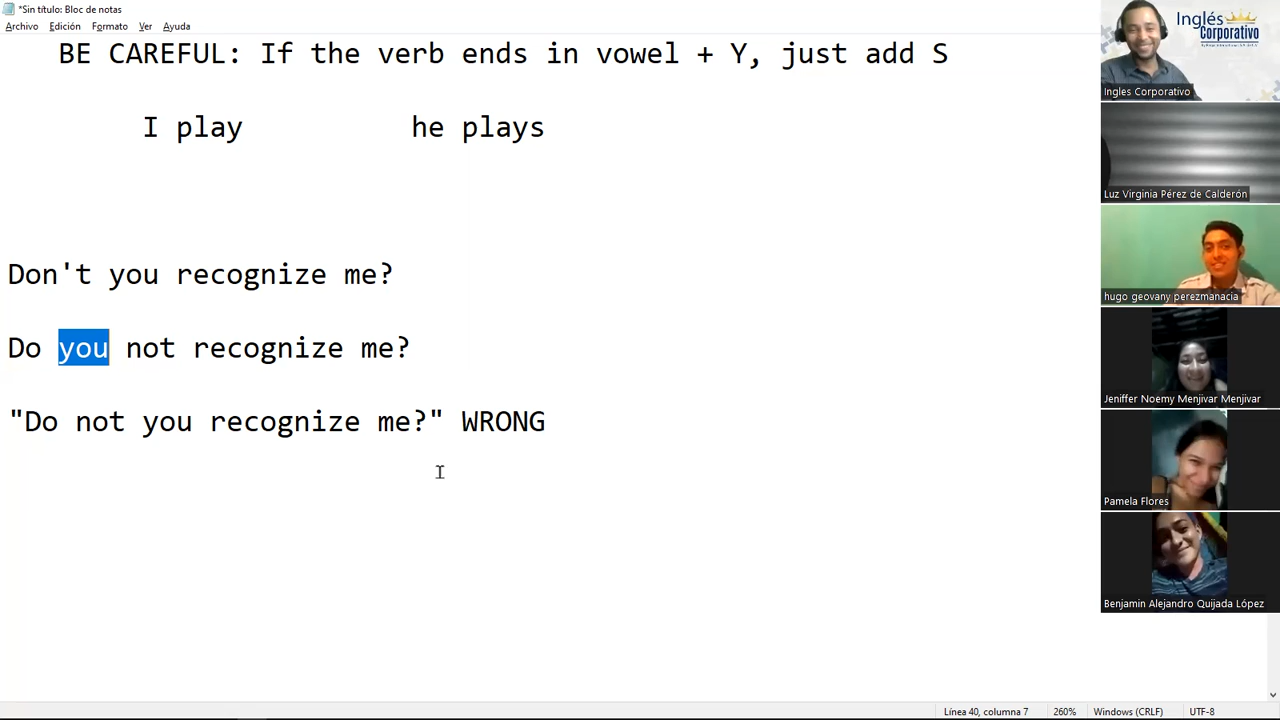 *Sin título: Bloc de notas
Archivo Edición Formato Ver Ayuda
BE CAREFUL: If the verb ends in vowel + Y, just add S
I play he plays
Don't you recognize me?
Do you not recognize me?
"Do not you recognize me?" WRONG
Línea 40, columna 7 260% Windows (CRLF) UTF-8
Inglés
Corporativo
Ingles Corporativo
Luz Virginia Pérez de Calderón
hugo geovany perezmanacia
Jeniffer Noemy Menjivar Menjivar
Pamela Flores
Benjamin Alejandro Quijada López